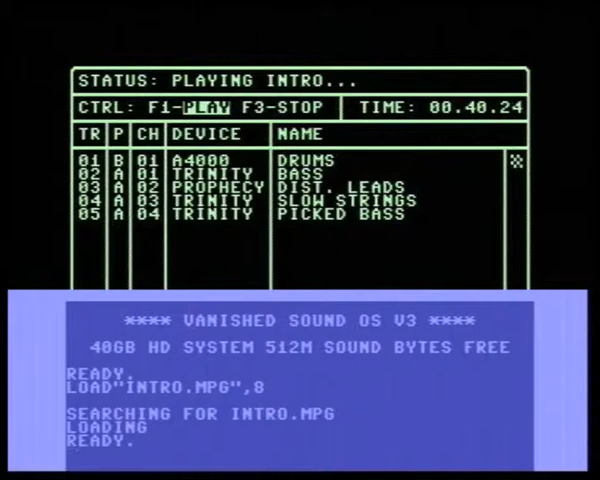 STATUS: PLAYING INTRO...
CTRL: F1-PLAY F3-STOP TIME: 00.40.24
TR P CH DEVICE NAME
01 B 01 A4000 DRUMS
02 A 01 TRINITY BASS
03 A 02 PROPHECY DIST. LEADS
04 A 03 TRINITY SLOW STRINGS
05 A 04 TRINITY PICKED BASS
**** VANISHED SOUND OS V3 ****
40GB HD SYSTEM 512M SOUND BYTES FREE
READY.
LOAD"INTRO.MPG",8
SEARCHING FOR INTRO.MPG
LOADING
READY.